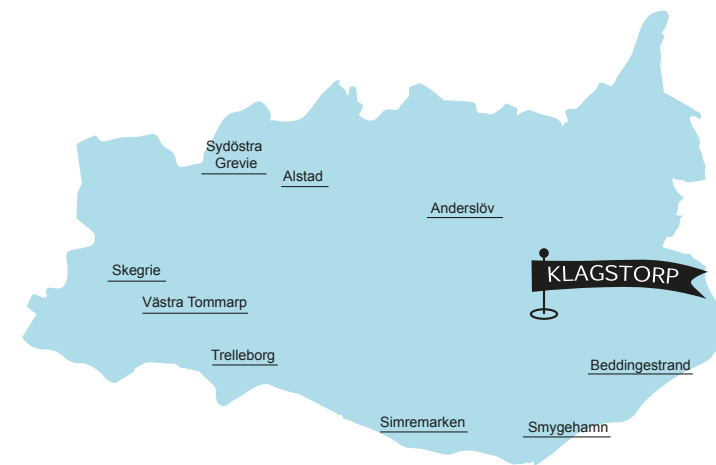 Sydöstra
Grevie
Alstad
Anderslöv
Skegrie
KLAGSTORP
Västra Tommarp
Trelleborg
Beddingestrand
Simremarken
Smygehamn